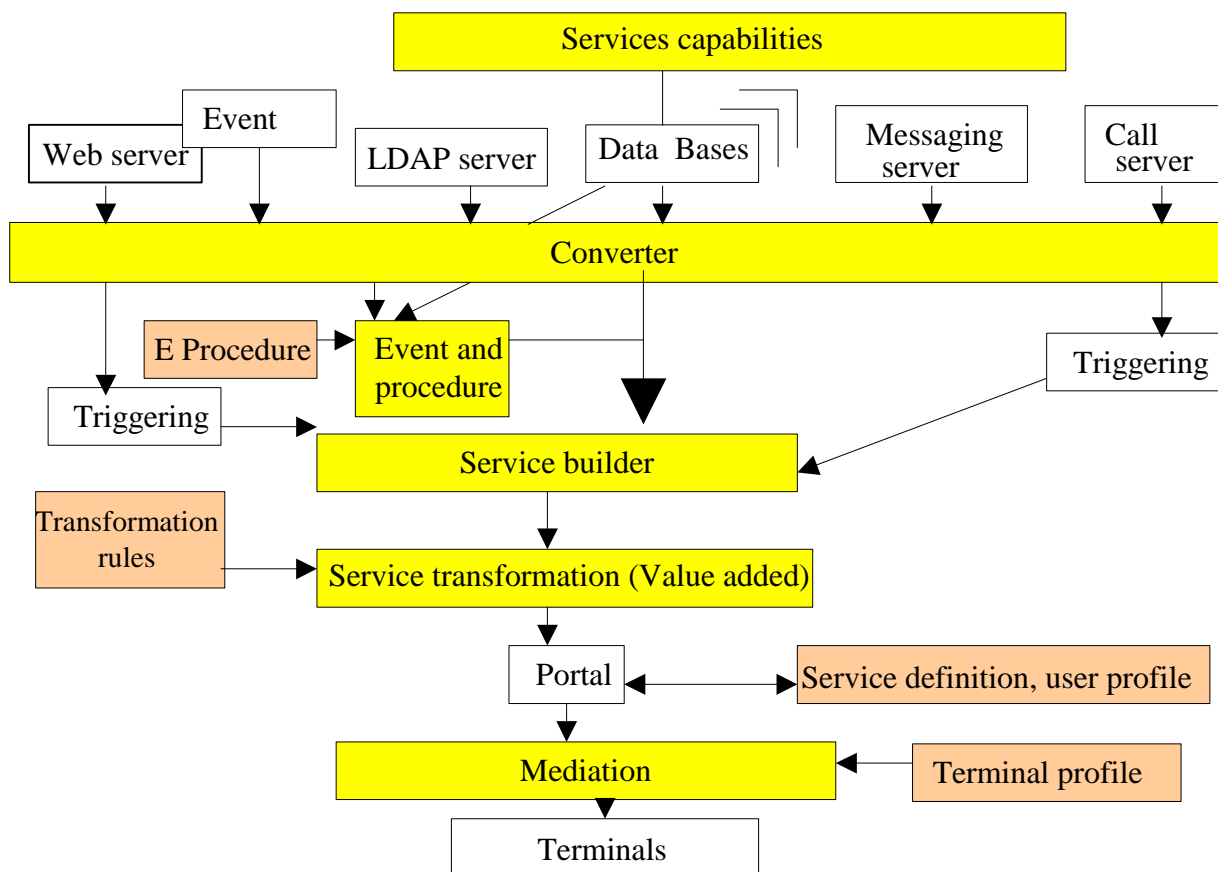 Services capabilities
Event
Web server
LDAP server
Data Bases
Messaging
server
Call
server
Converter
E Procedure
Event and
procedure
Triggering
Triggering
Service builder
Transformation
rules
Service transformation (Value added)
Portal
Service definition, user profile
Mediation
Terminal profile
Terminals